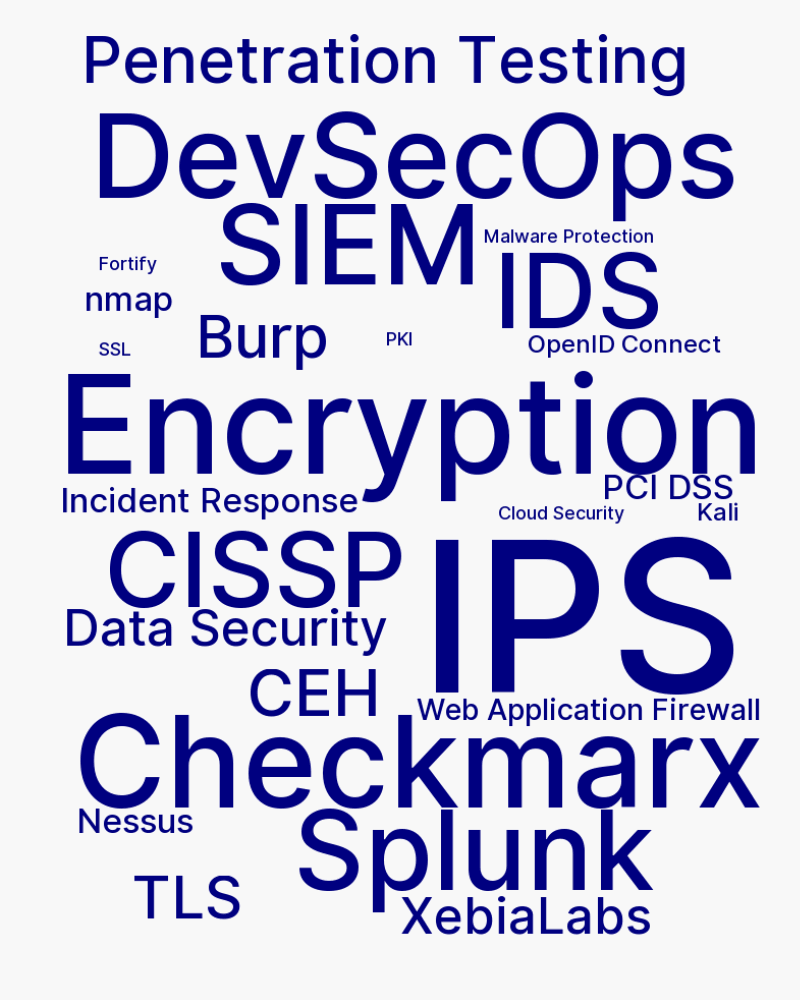 Penetration Testing
DevSecOps
SIEM
Malware Protection
Fortify
IDS
nmap
Burp
PKI
OpenID Connect
SSL
Encryption
PCI DSS
Incident Response
Cloud Security
Kali
CISSP
IPS
Data Security
CEH
Web Application Firewall
Checkmarx
Nessus
Splunk
TLS
XebiaLabs